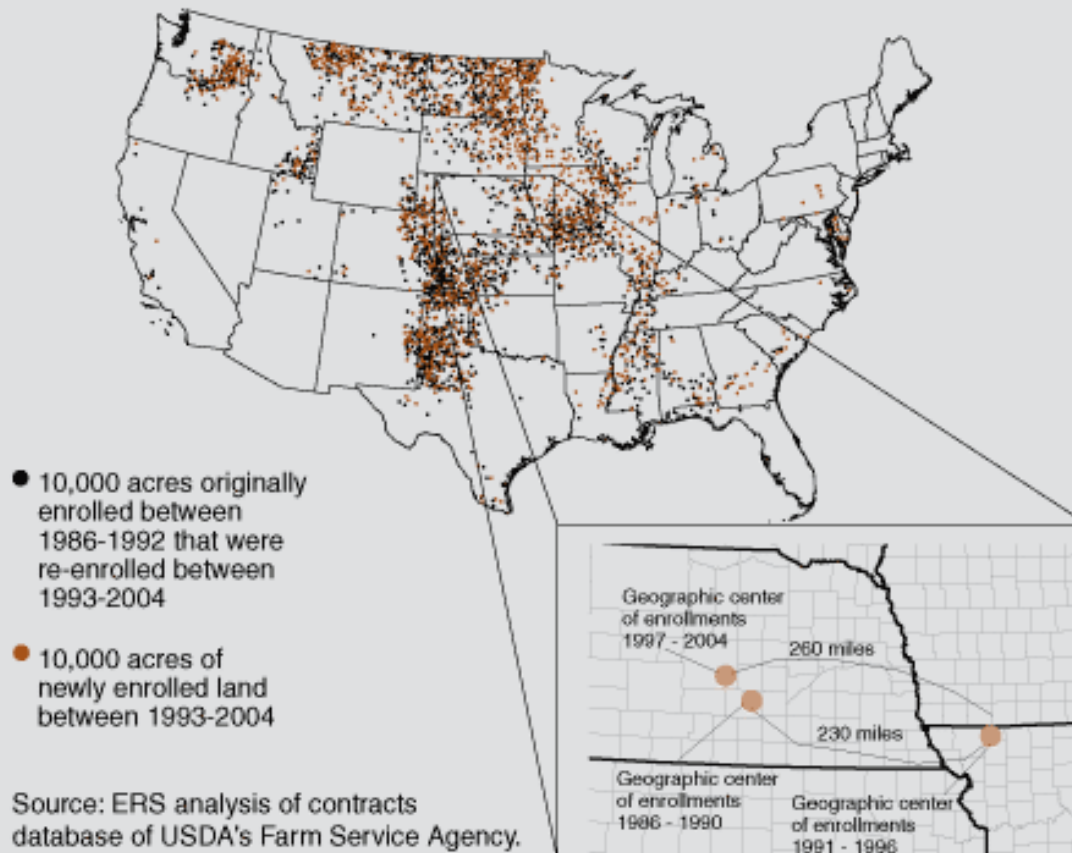 10,000 acres originally
enrolled between
1986-1992 that were
re-enrolled between
1993-2004
10,000 acres of
newly enrolled land
between 1993-2004
Source: ERS analysis of contracts
database of USDA's Farm Service Agency.
Geographic center
of enrollments
1997 - 2004
260 miles
230 miles
Geographic center
of enrollments
1986 - 1990
Geographic center
of enrollments
1991 - 1996